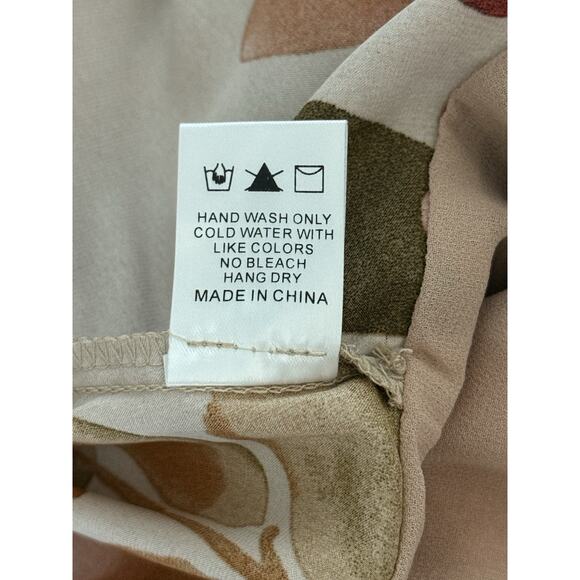 HAND WASH ONLY
COLD WATER WITH
LIKE COLORS
NO BLEACH
HANG DRY
MADE IN CHINA